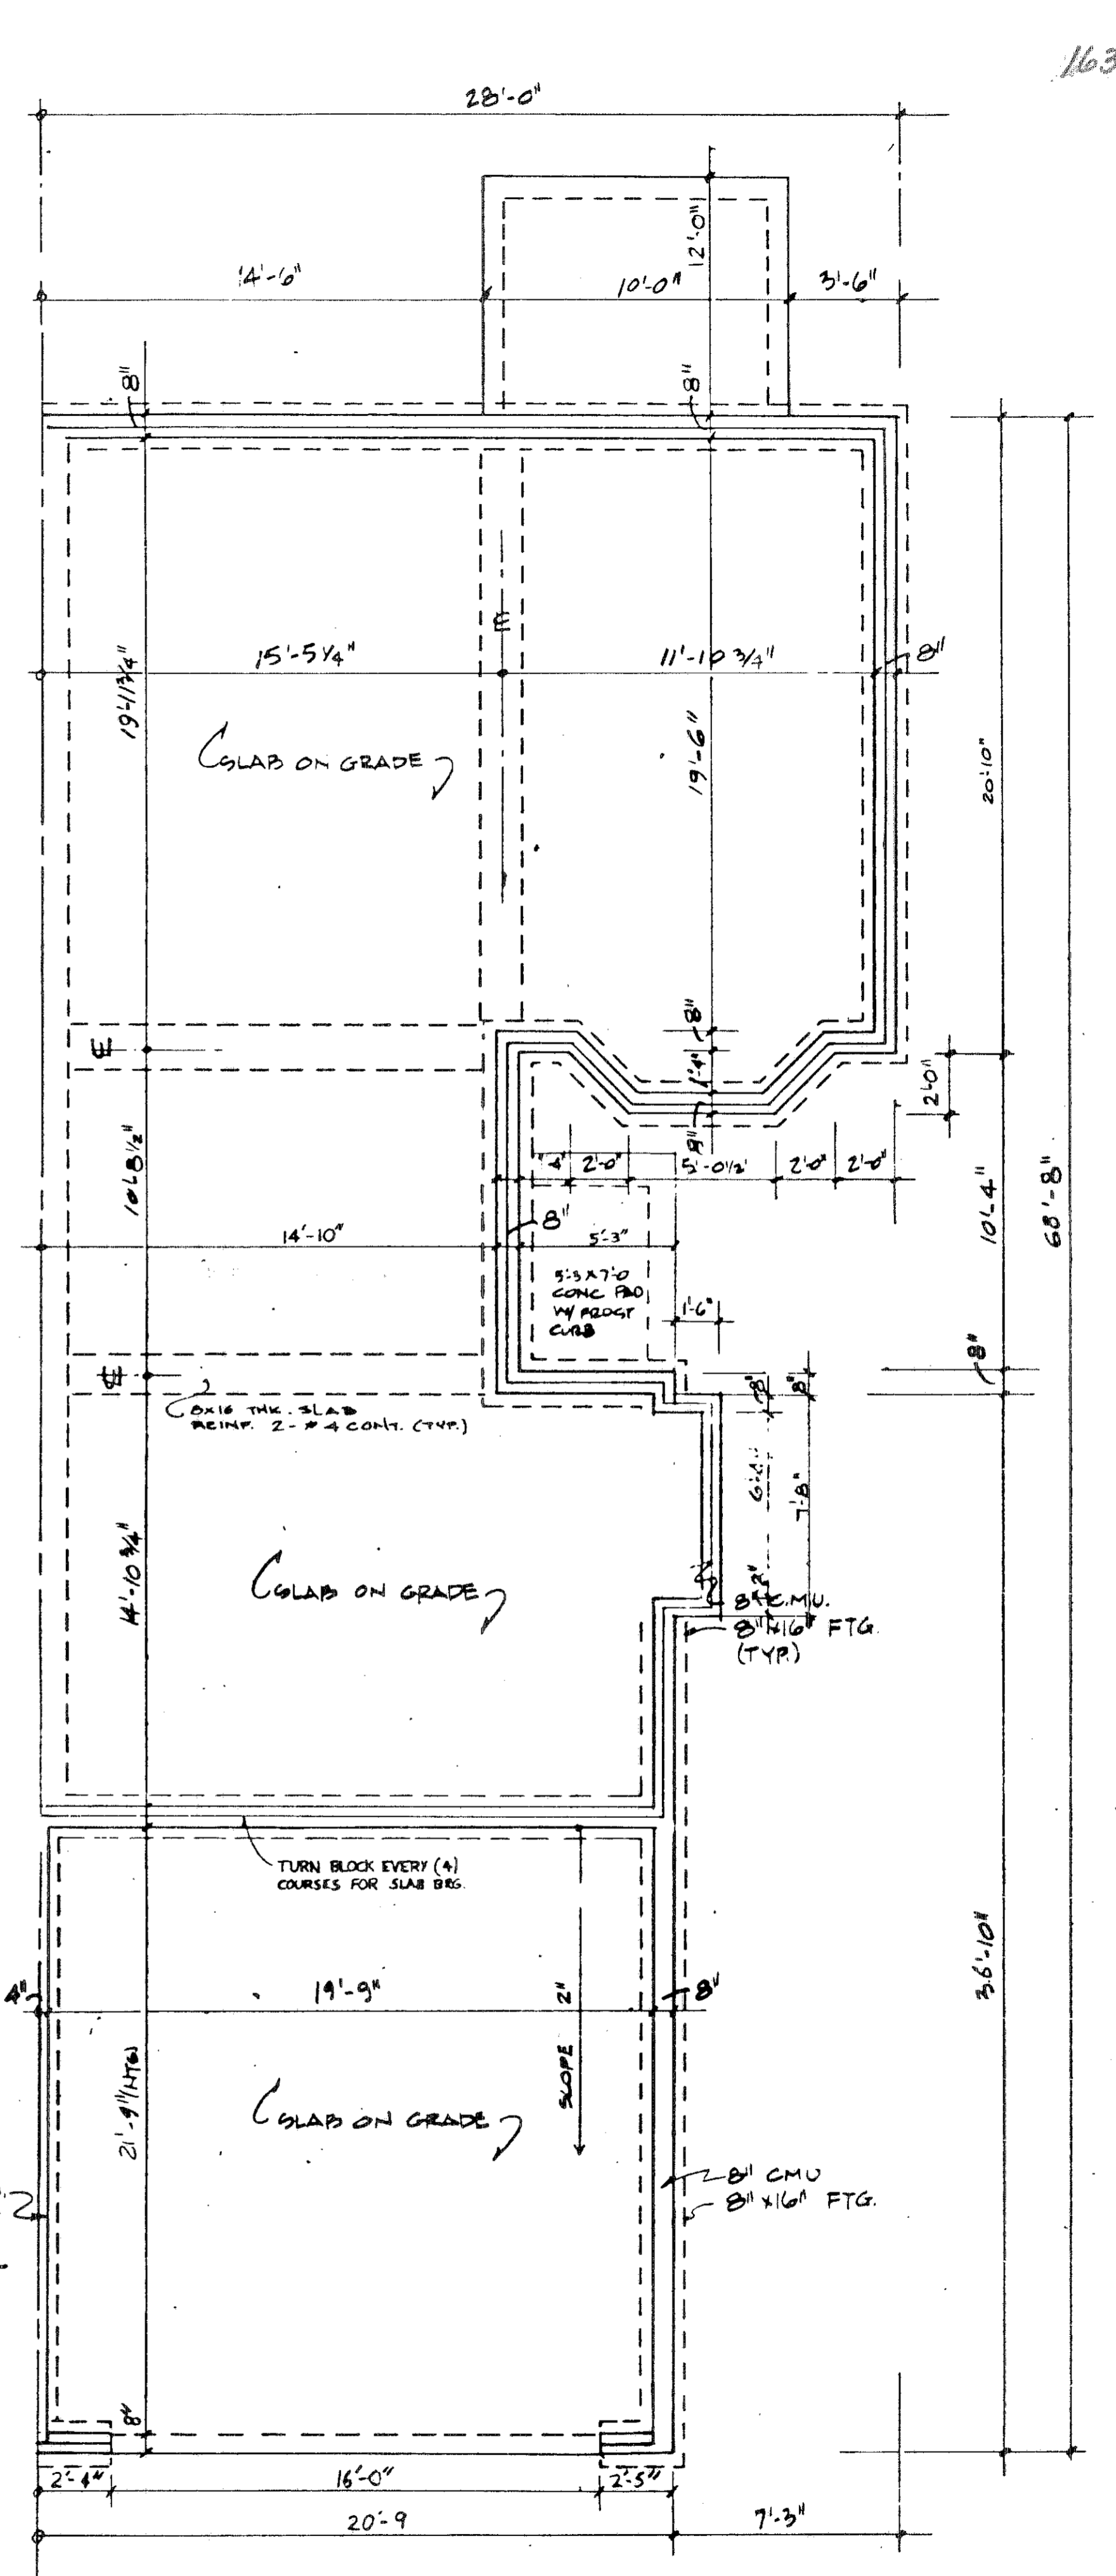 163
28'-0"
12'-0"
14'-6"
10'-0"
3'-6"
8"
8"
15'-5 1/4"
11'-10 3/4"
8"
19'-11 3/4"
19'-6"
20'-10"
SLAB ON GRADE
8"
1'-4"
8"
2'-0"
4"
2'-0"
5'-0 1/2"
2'-0"
2'-0"
10'-8 1/2"
10'-4"
68'-8"
14'-10"
8"
5'-3"
5'-3 X 7'-0
CONC PAD
W/ FROST
CURB
1'-6"
8"
8"
8"
8X16 THK. SLAB
REINF. 2-#4 CONT. (TYP.)
7'-8"
14'-10 3/4"
SLAB ON GRADE
8" C.M.U.
8"X16" FTG.
(TYP.)
TURN BLOCK EVERY (4)
COURSES FOR SLAB BRG.
36'-10"
4"
19'-9"
2"
8"
SLOPE
21'-9"
SLAB ON GRADE
8" CMU
8"X16" FTG.
8"
2'-4"
16'-0"
2'-5"
20'-9
7'-3"